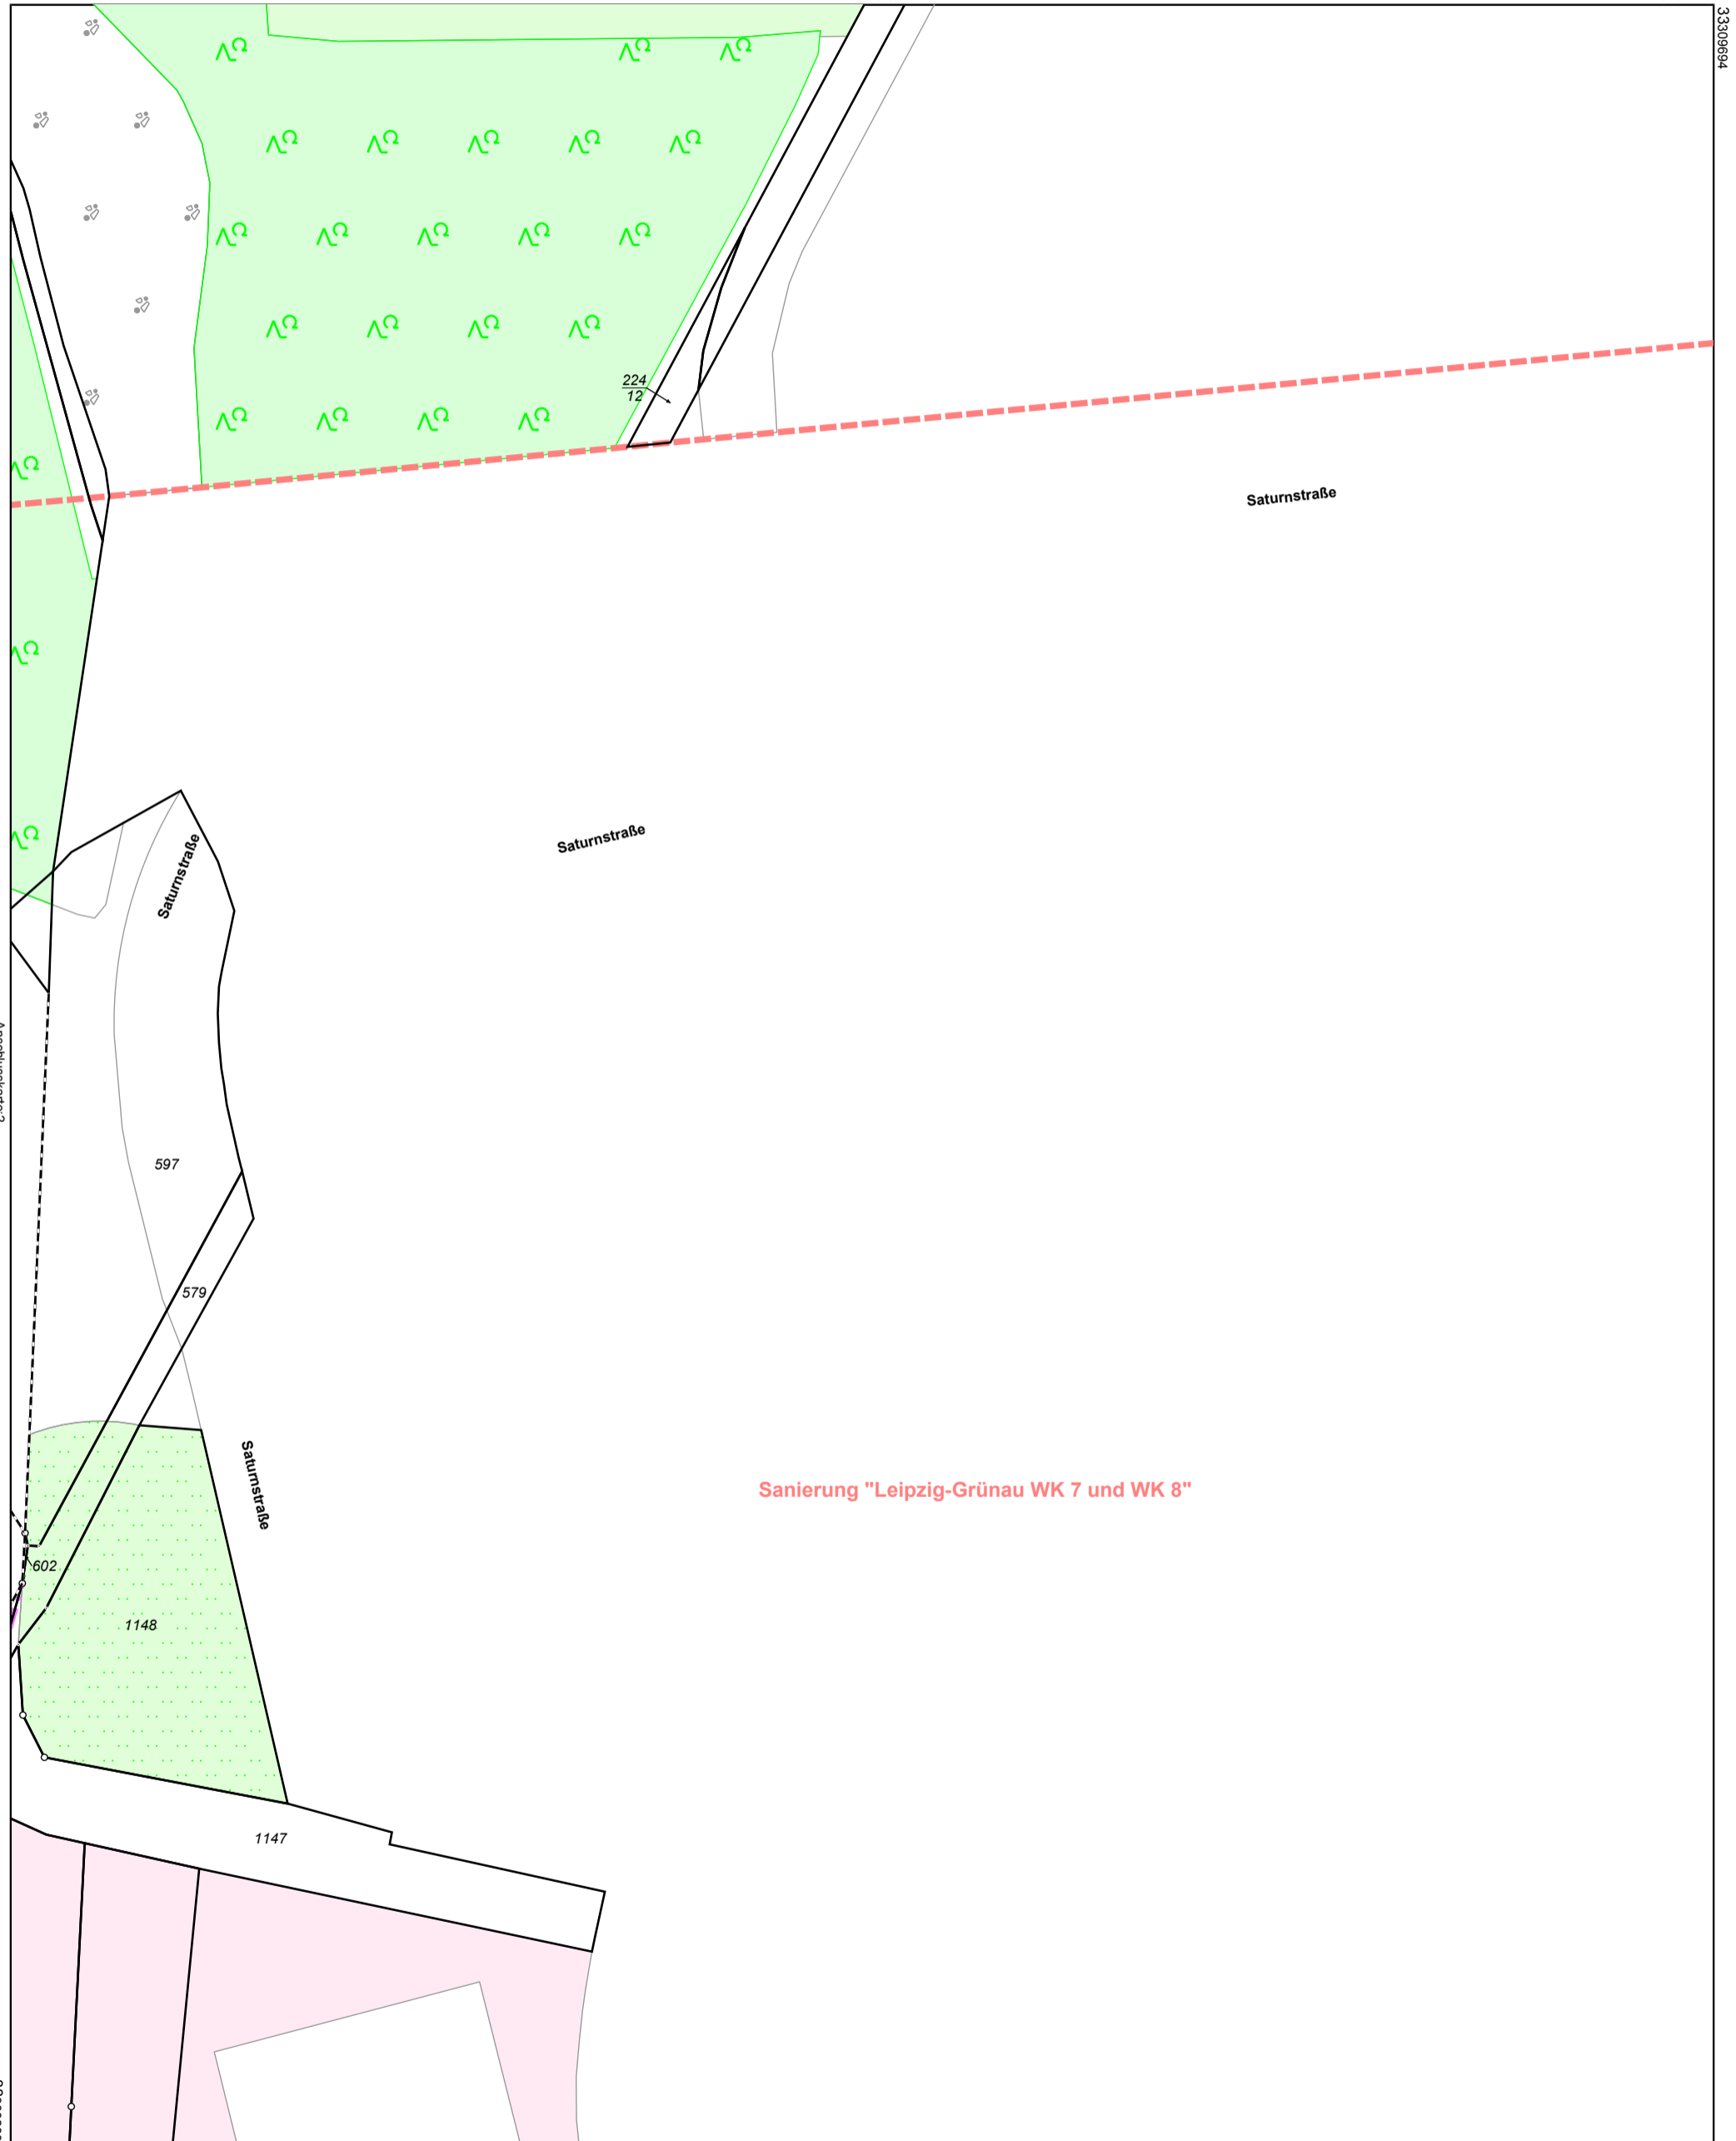 33309694
224
12
Saturnstraße
Saturnstraße
Saturnstraße
597
579
Saturnstraße
Sanierung "Leipzig-Grünau WK 7 und WK 8"
602
1148
1147